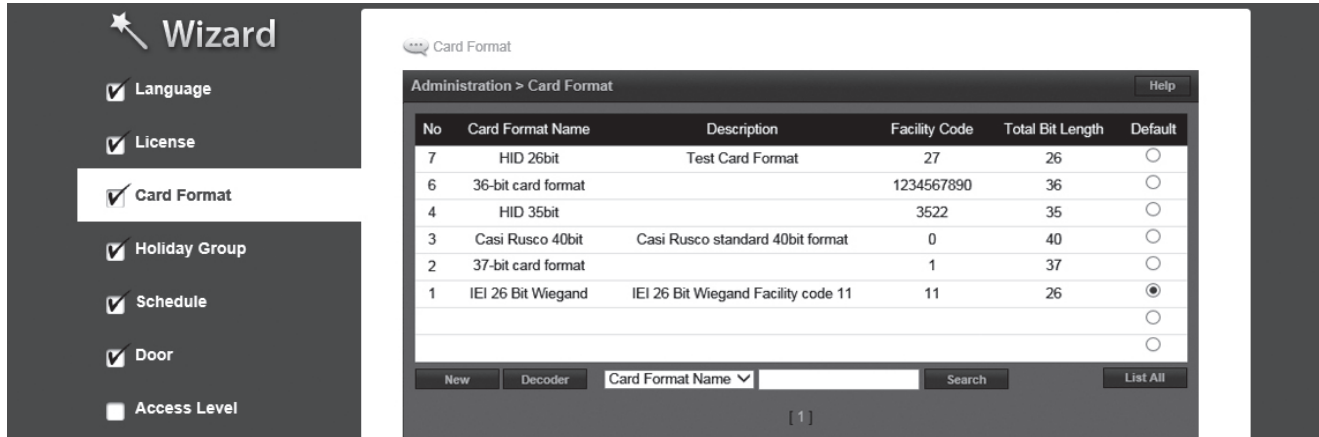 Wizard
Language
License
Card Format
Holiday Group
Schedule
Door
Access Level
Card Format
Administration > Card Format Help
No Card Format Name Description Facility Code Total Bit Length Default
7 HID 26bit Test Card Format 27 26
6 36-bit card format 1234567890 36
4 HID 35bit 3522 35
3 Casi Rusco 40bit Casi Rusco standard 40bit format 0 40
2 37-bit card format 1 37
1 IEI 26 Bit Wiegand IEI 26 Bit Wiegand Facility code 11 11 26
New Decoder Card Format Name Search List All
[ 1 ]